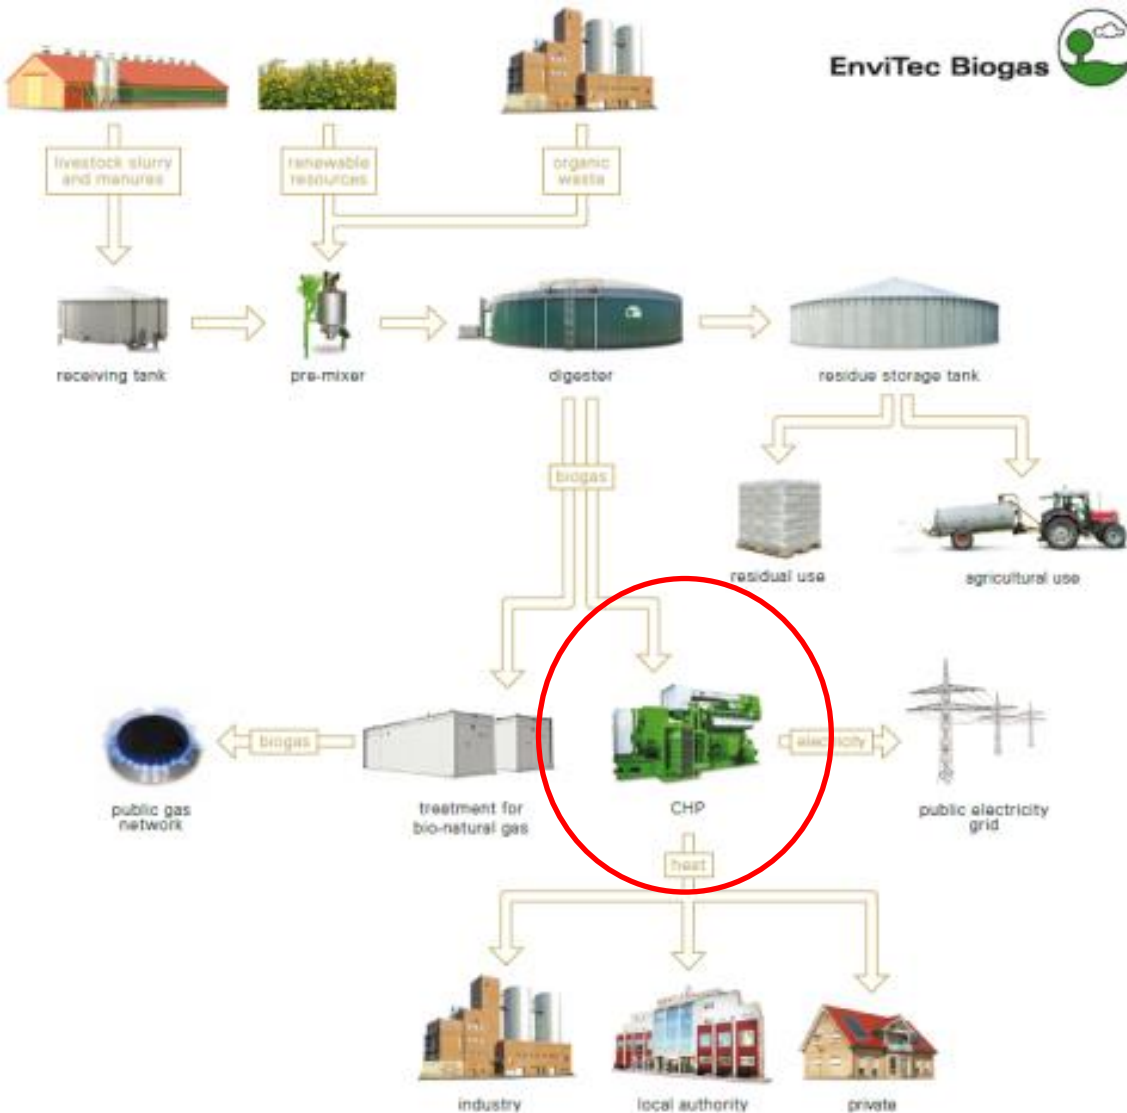 EnviTec Biogas
livestock slurry
and manures
renewable
resources
organic
waste
receiving tank
pre-mixer
digester
residue storage tank
biogas
residual use
agricultural use
biogas
electricity
public gas
network
treatment for
bio-natural gas
CHP
public electricity
grid
heat
industry
local authority
private